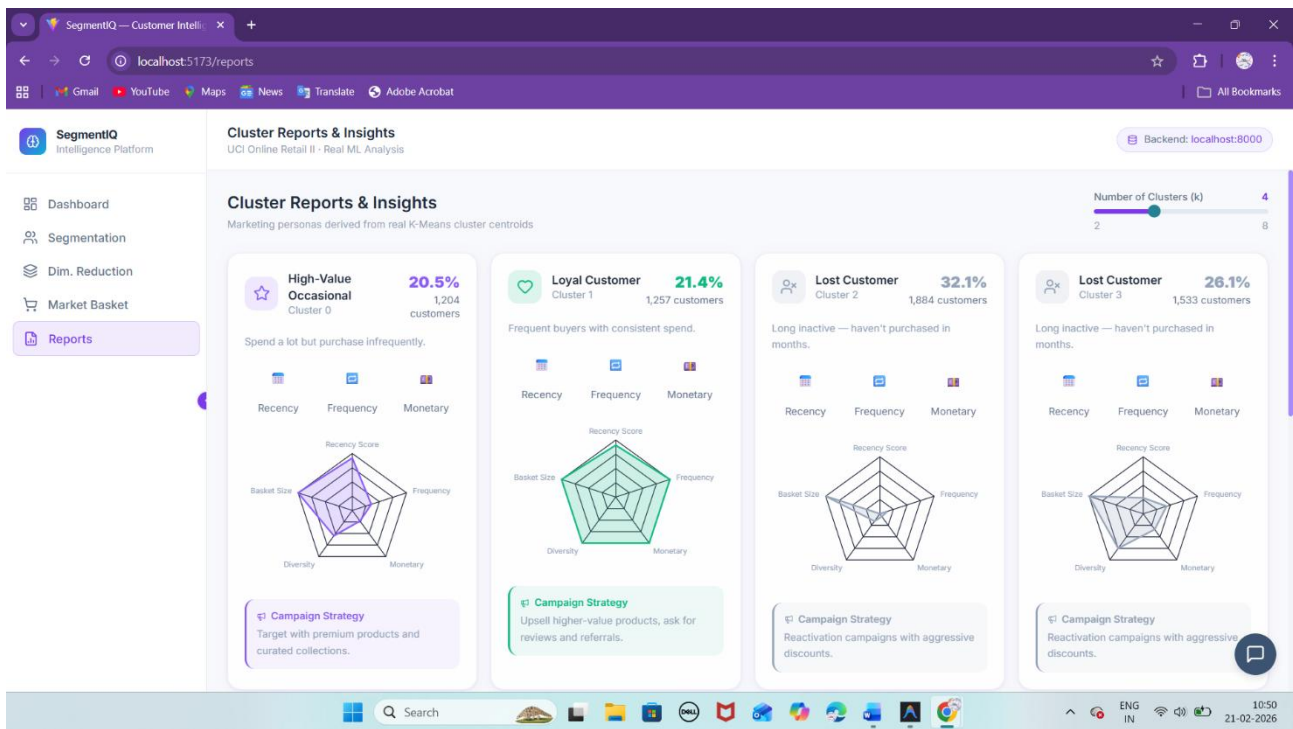 SegmentIQ — Customer Intellig
localhost:5173/reports
Gmail
YouTube
Maps
News
Translate
Adobe Acrobat
All Bookmarks
SegmentIQ
Intelligence Platform
Dashboard
Segmentation
Dim. Reduction
Market Basket
Reports
Cluster Reports & Insights
UCI Online Retail II · Real ML Analysis
Backend: localhost:8000
Cluster Reports & Insights
Marketing personas derived from real K-Means cluster centroids
Number of Clusters (k) 4
2 8
High-Value
Occasional
Cluster 0
20.5%
1,204
customers
Spend a lot but purchase infrequently.
Recency Frequency Monetary
Recency Score
Basket Size Frequency
Diversity Monetary
Campaign Strategy
Target with premium products and
curated collections.
Loyal Customer
Cluster 1
21.4%
1,257 customers
Frequent buyers with consistent spend.
Recency Frequency Monetary
Recency Score
Basket Size Frequency
Diversity Monetary
Campaign Strategy
Upsell higher-value products, ask for
reviews and referrals.
Lost Customer
Cluster 2
32.1%
1,884 customers
Long inactive — haven't purchased in
months.
Recency Frequency Monetary
Recency Score
Basket Size Frequency
Diversity Monetary
Campaign Strategy
Reactivation campaigns with aggressive
discounts.
Lost Customer
Cluster 3
26.1%
1,533 customers
Long inactive — haven't purchased in
months.
Recency Frequency Monetary
Recency Score
Basket Size Frequency
Diversity Monetary
Campaign Strategy
Reactivation campaigns with aggressive
discounts.
Search
DELL
ENG
IN
10:50
21-02-2026